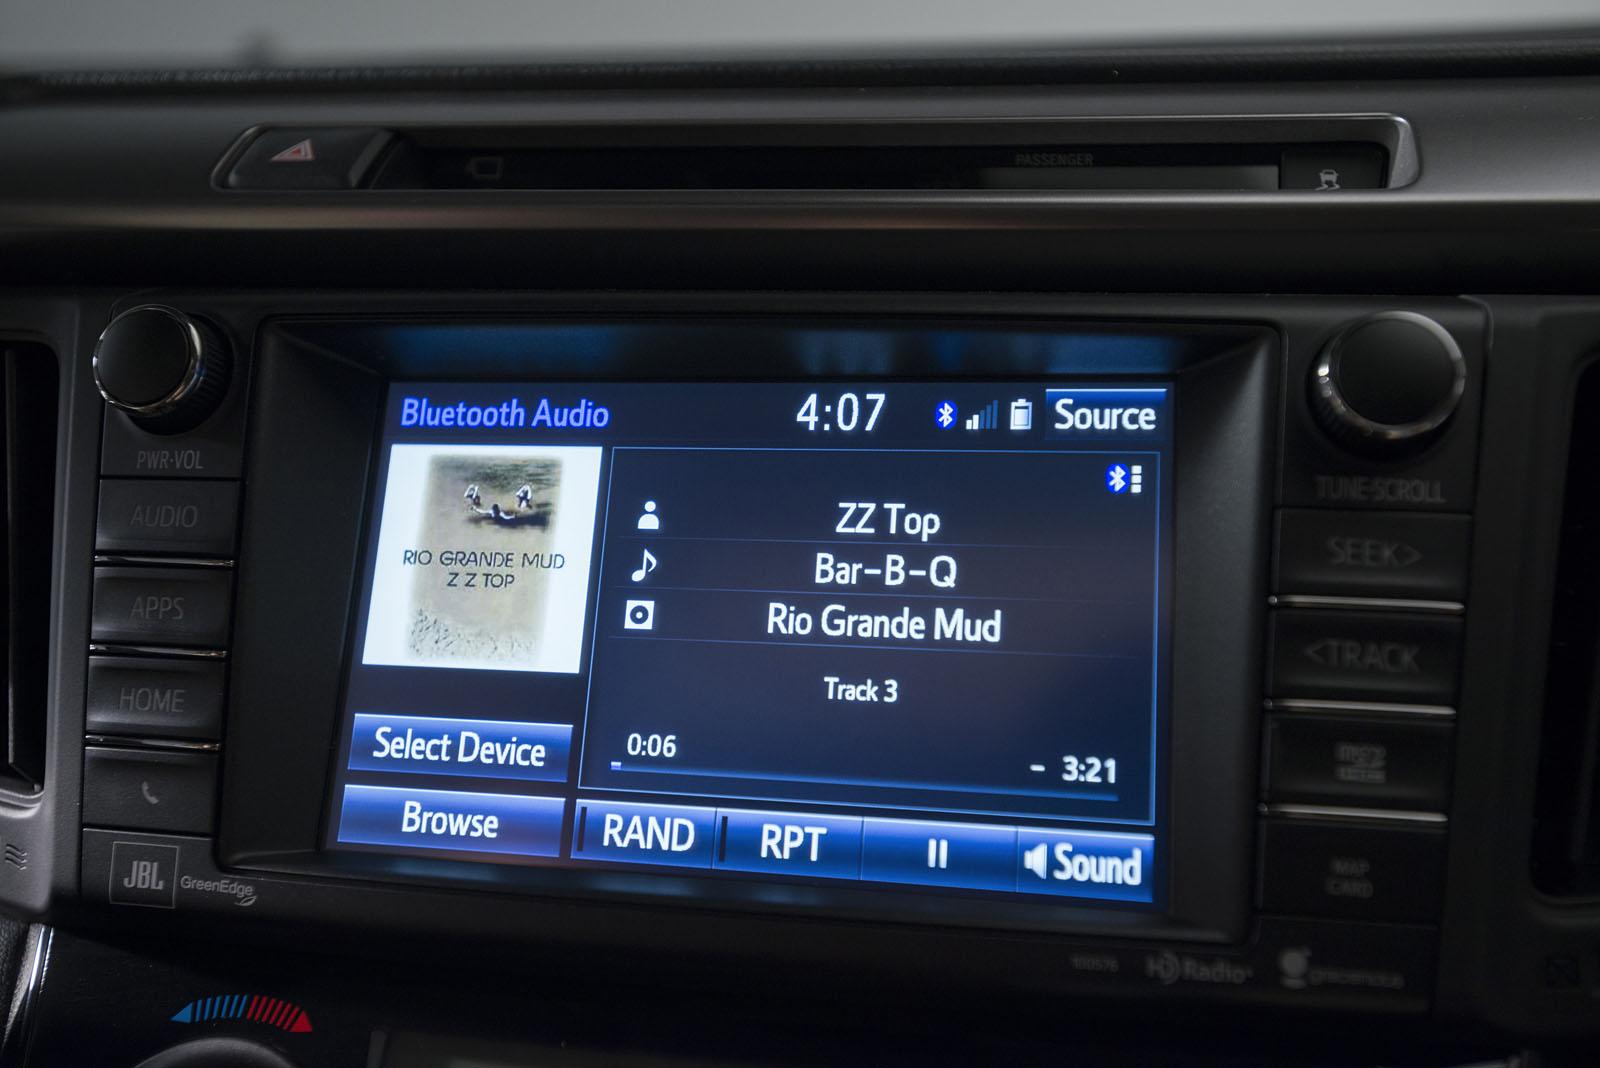 PASSENGER
PWR·VOL
AUDIO
APPS
HOME
JBL GreenEdge
Bluetooth Audio 4:07 Source
RIO GRANDE MUD
Z Z TOP
ZZ Top
Bar-B-Q
Rio Grande Mud
Track 3
0:06
- 3:21
Select Device
Browse
RAND RPT Sound
TUNE·SCROLL
SEEK>
<TRACK
MAP
CARD
100576 HD Radio gracenote